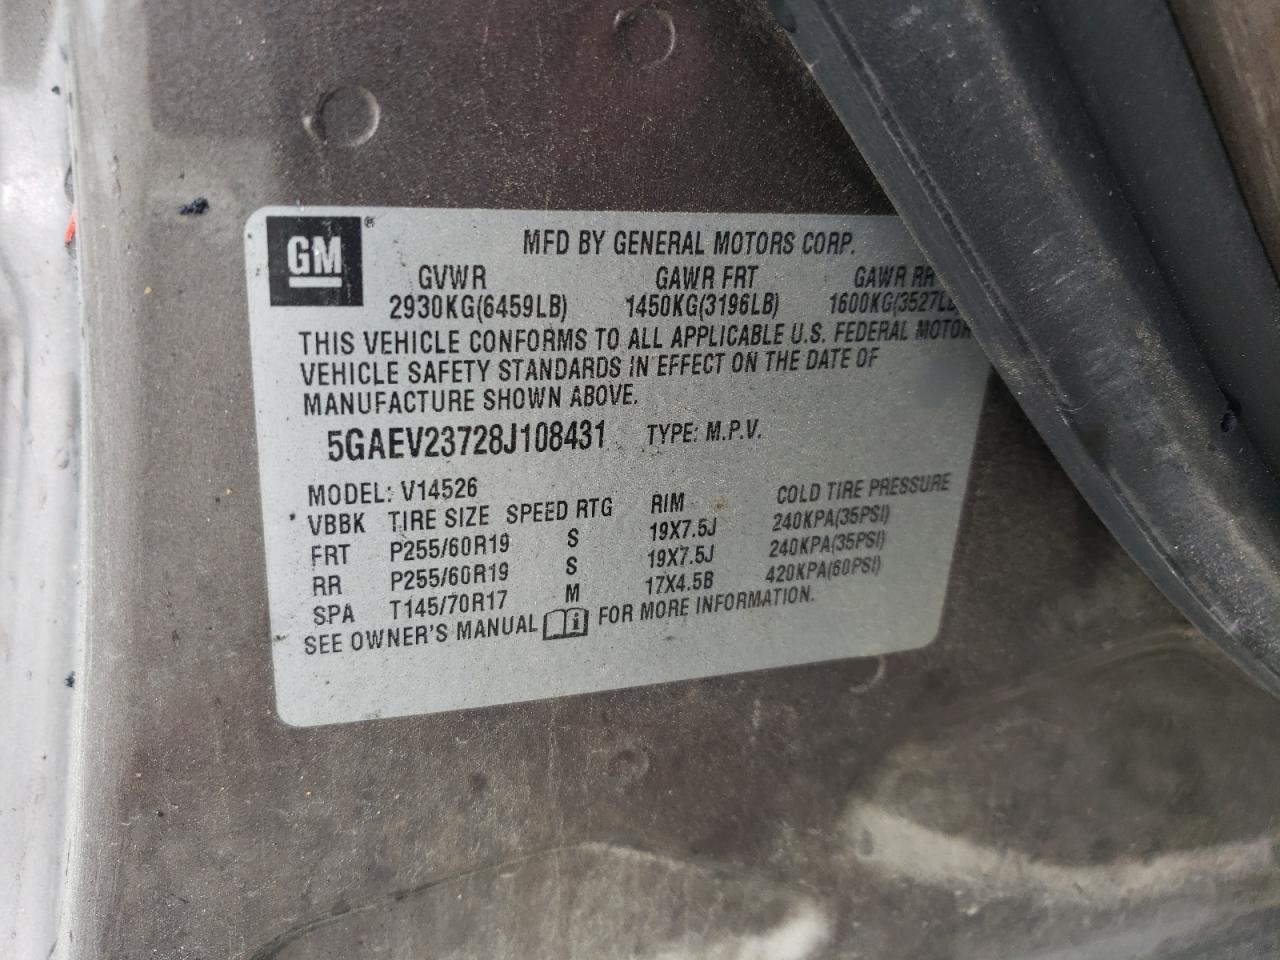 GM ® MFD BY GENERAL MOTORS CORP.
GVWR GAWR FRT GAWR RR
2930KG(6459LB) 1450KG(3196LB) 1600KG(3527LB
THIS VEHICLE CONFORMS TO ALL APPLICABLE U.S. FEDERAL MOTOR
VEHICLE SAFETY STANDARDS IN EFFECT ON THE DATE OF
MANUFACTURE SHOWN ABOVE.
5GAEV23728J108431 TYPE: M.P.V.
MODEL: V14526
VBBK TIRE SIZE SPEED RTG RIM COLD TIRE PRESSURE
FRT P255/60R19 S 19X7.5J 240KPA(35PSI)
RR P255/60R19 S 19X7.5J 240KPA(35PSI)
SPA T145/70R17 M 17X4.5B 420KPA(60PSI)
SEE OWNER'S MANUAL FOR MORE INFORMATION.